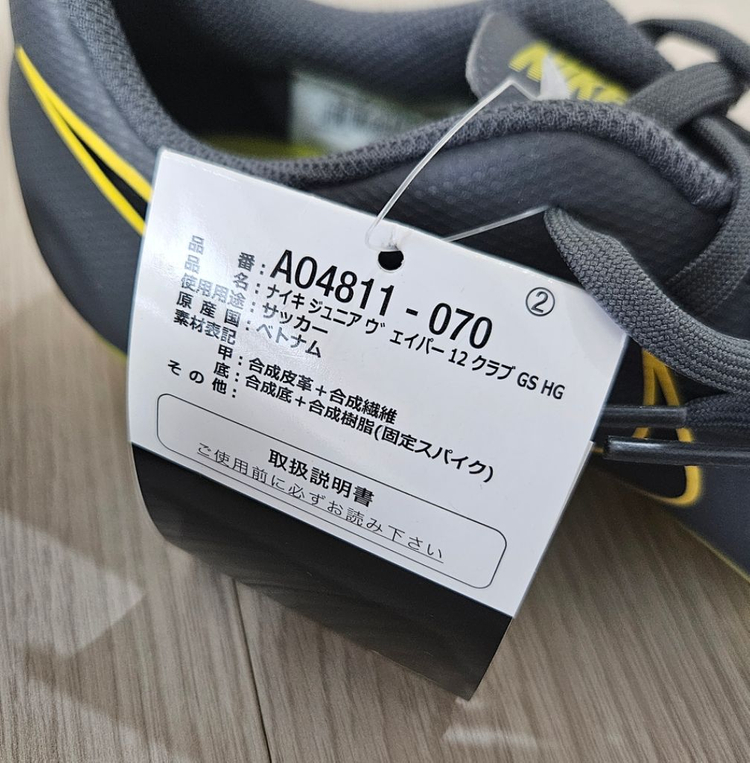 NIKE
②
品番：AO4811-070
品名：ナイキ ジュニア ヴェイパー 12 クラブ GS HG
使用用途：サッカー
原産国：ベトナム
素材表記
甲：合成皮革＋合成繊維
底：合成底＋合成樹脂(固定スパイク)
その他：
取扱説明書
ご使用前に必ずお読み下さい